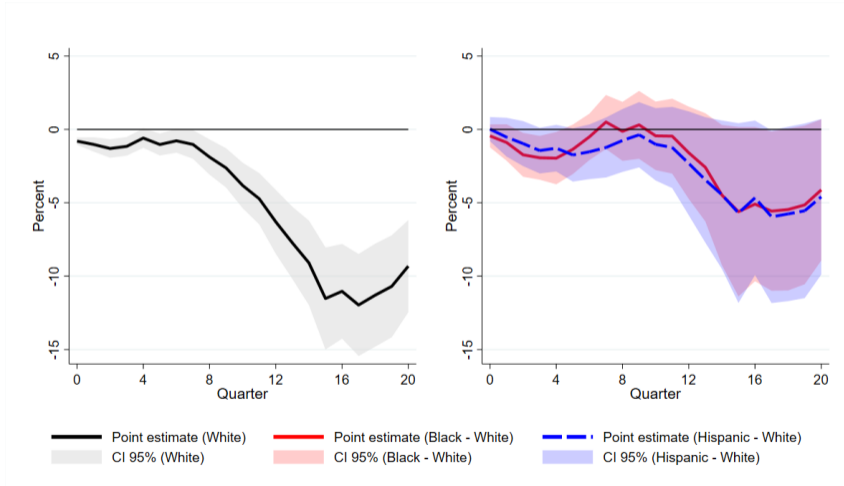 5
0
-5
-10
-15
Percent
0 4 8 12 16 20
Quarter
5
0
-5
-10
-15
Percent
0 4 8 12 16 20
Quarter
Point estimate (White) Point estimate (Black - White) Point estimate (Hispanic - White)
CI 95% (White) CI 95% (Black - White) CI 95% (Hispanic - White)